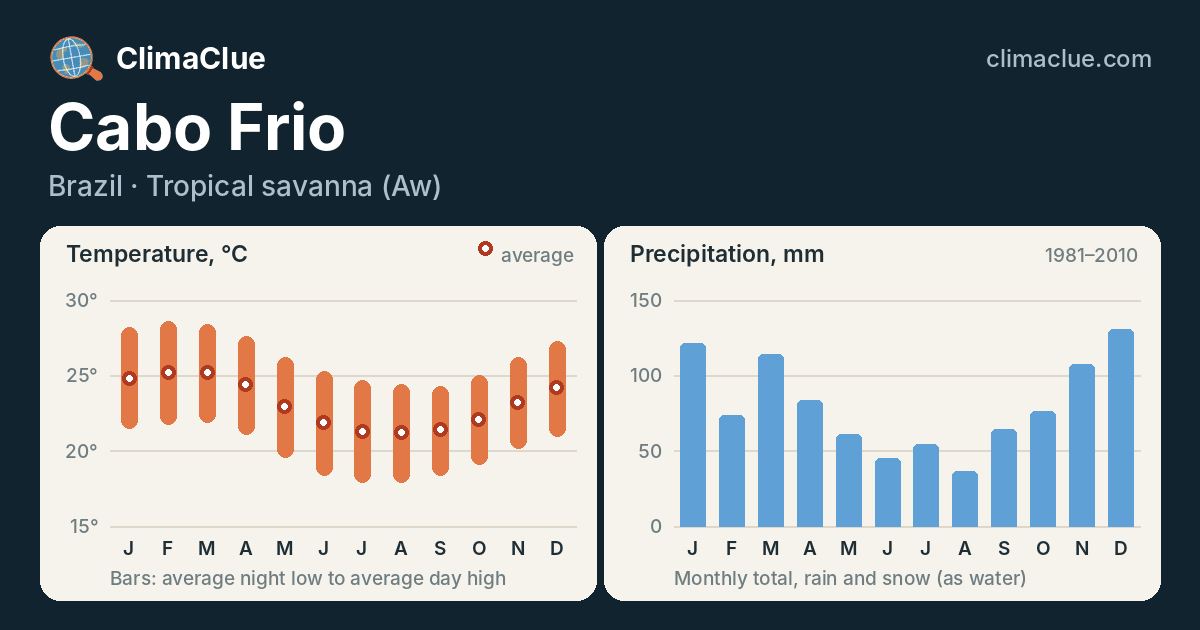 ClimaClue
climaclue.com
Cabo Frio
Brazil · Tropical savanna (Aw)
Temperature, °C
average
30°
25°
20°
15°
J F M A M J J A S O N D
Bars: average night low to average day high
Precipitation, mm
1981–2010
150
100
50
0
J F M A M J J A S O N D
Monthly total, rain and snow (as water)